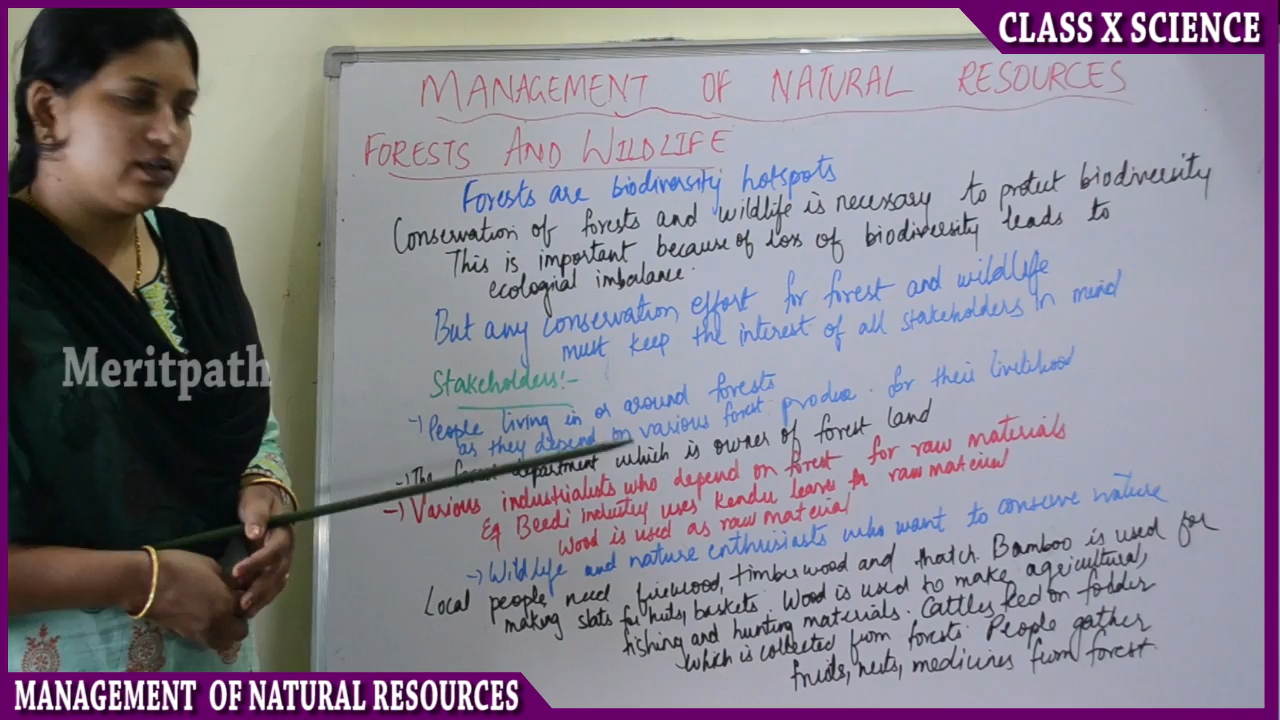 CLASS X SCIENCE
MANAGEMENT OF NATURAL RESOURCES
FORESTS AND WILDLIFE
Forests are biodiversity hotspots
Conservation of forests and wildlife is necessary to protect biodiversity
This is important because of loss of biodiversity leads to
ecological imbalance.
But any conservation effort for forest and wildlife
must keep the interest of all stakeholders in mind
Stakeholders:-
→ People living in or around forests
as they depend on various forest produce. for their livelihood
→ The forest department which is owner of forest land
→ Various industrialists who depend on forest for raw materials
Eg Beedi industry uses Kendu leaves for raw material
Wood is used as raw material
→ Wildlife and nature enthusiasts who want to conserve nature
Local people need firewood, timberwood and thatch. Bamboo is used for
making slats for huts, baskets. Wood is used to make agricultural,
fishing and hunting materials. Cattles feed on fodder
which is collected from forests. People gather
fruits, nuts, medicines from forest.
Meritpath
MANAGEMENT OF NATURAL RESOURCES